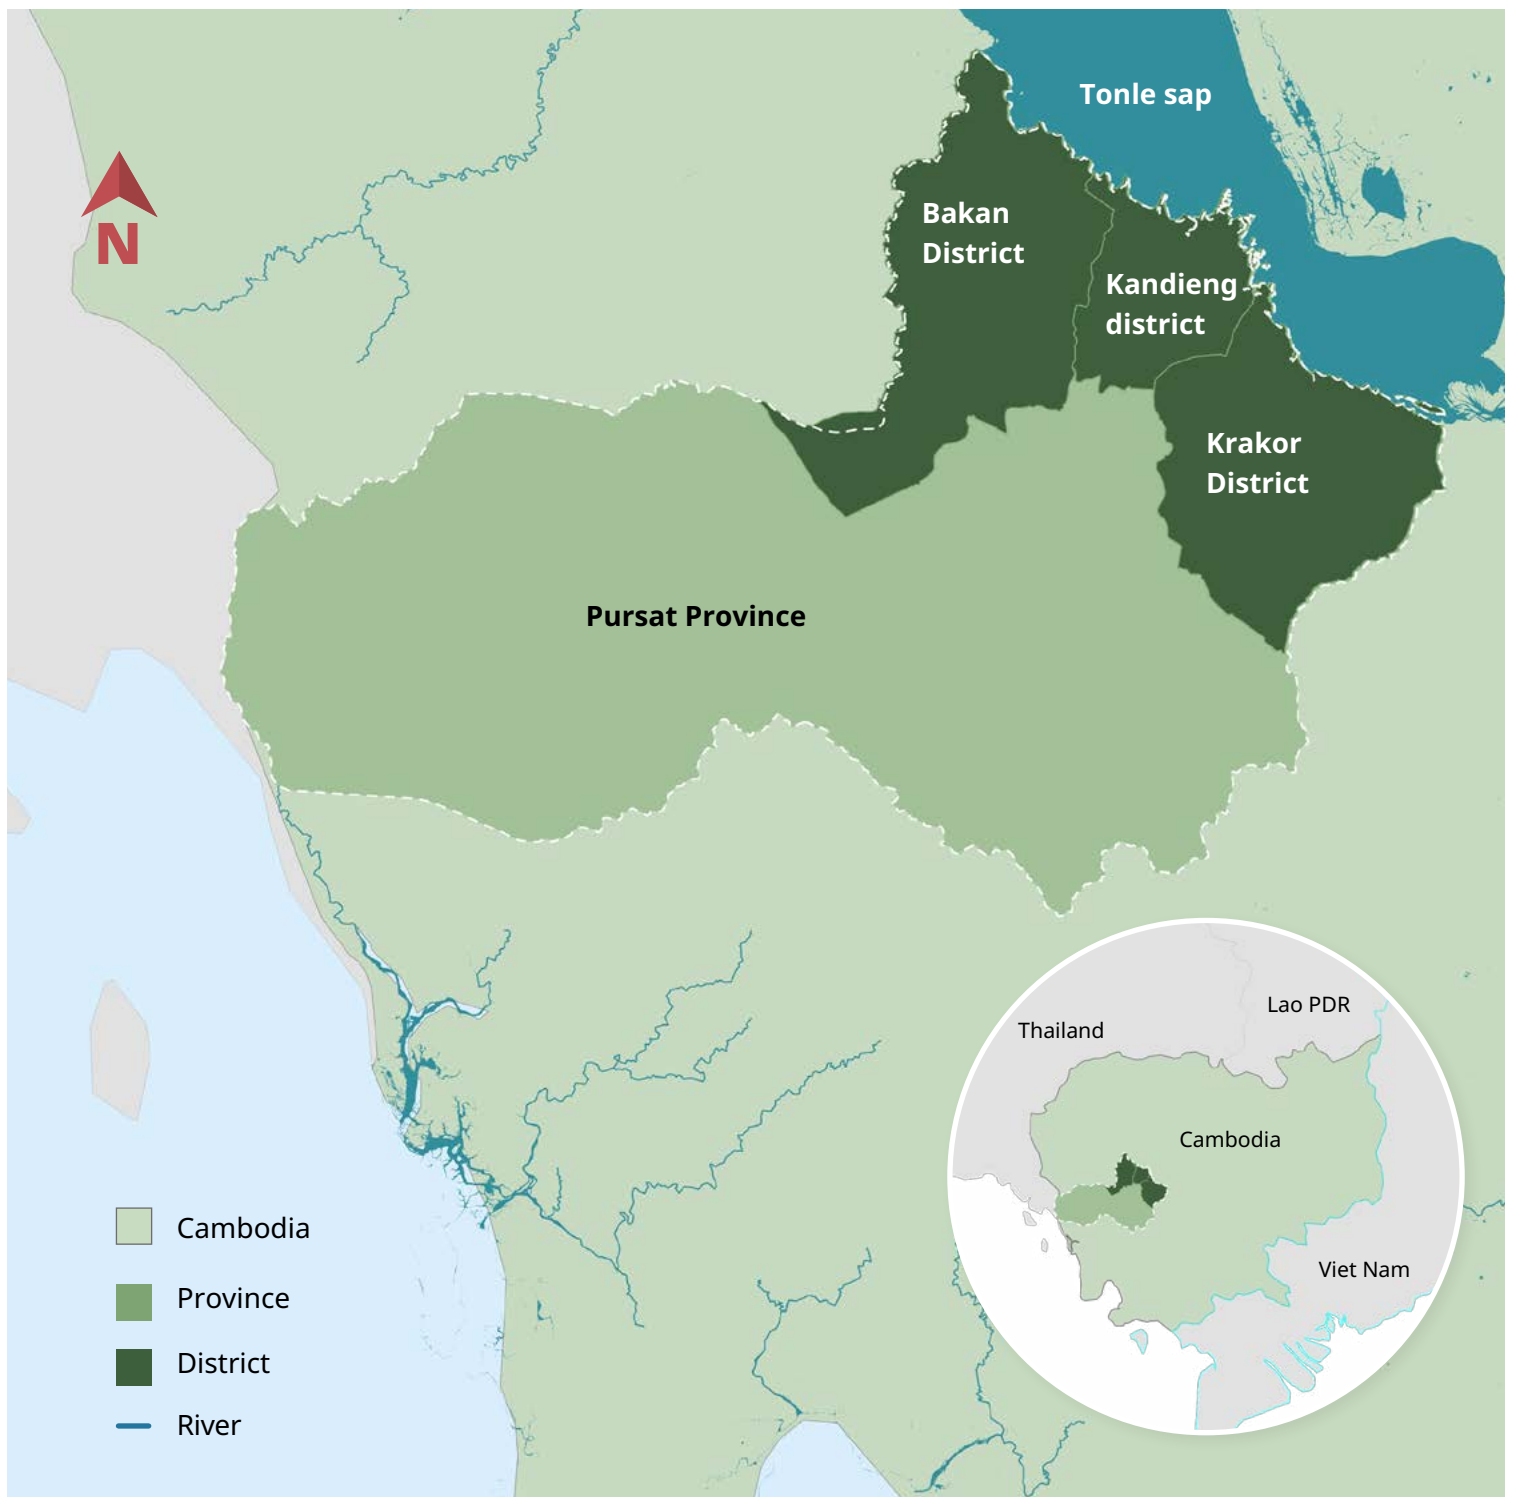 Tonle sap
N
Bakan
District
Kandieng
district
Krakor
District
Pursat Province
Lao PDR
Thailand
Cambodia
Viet Nam
Cambodia
Province
District
River